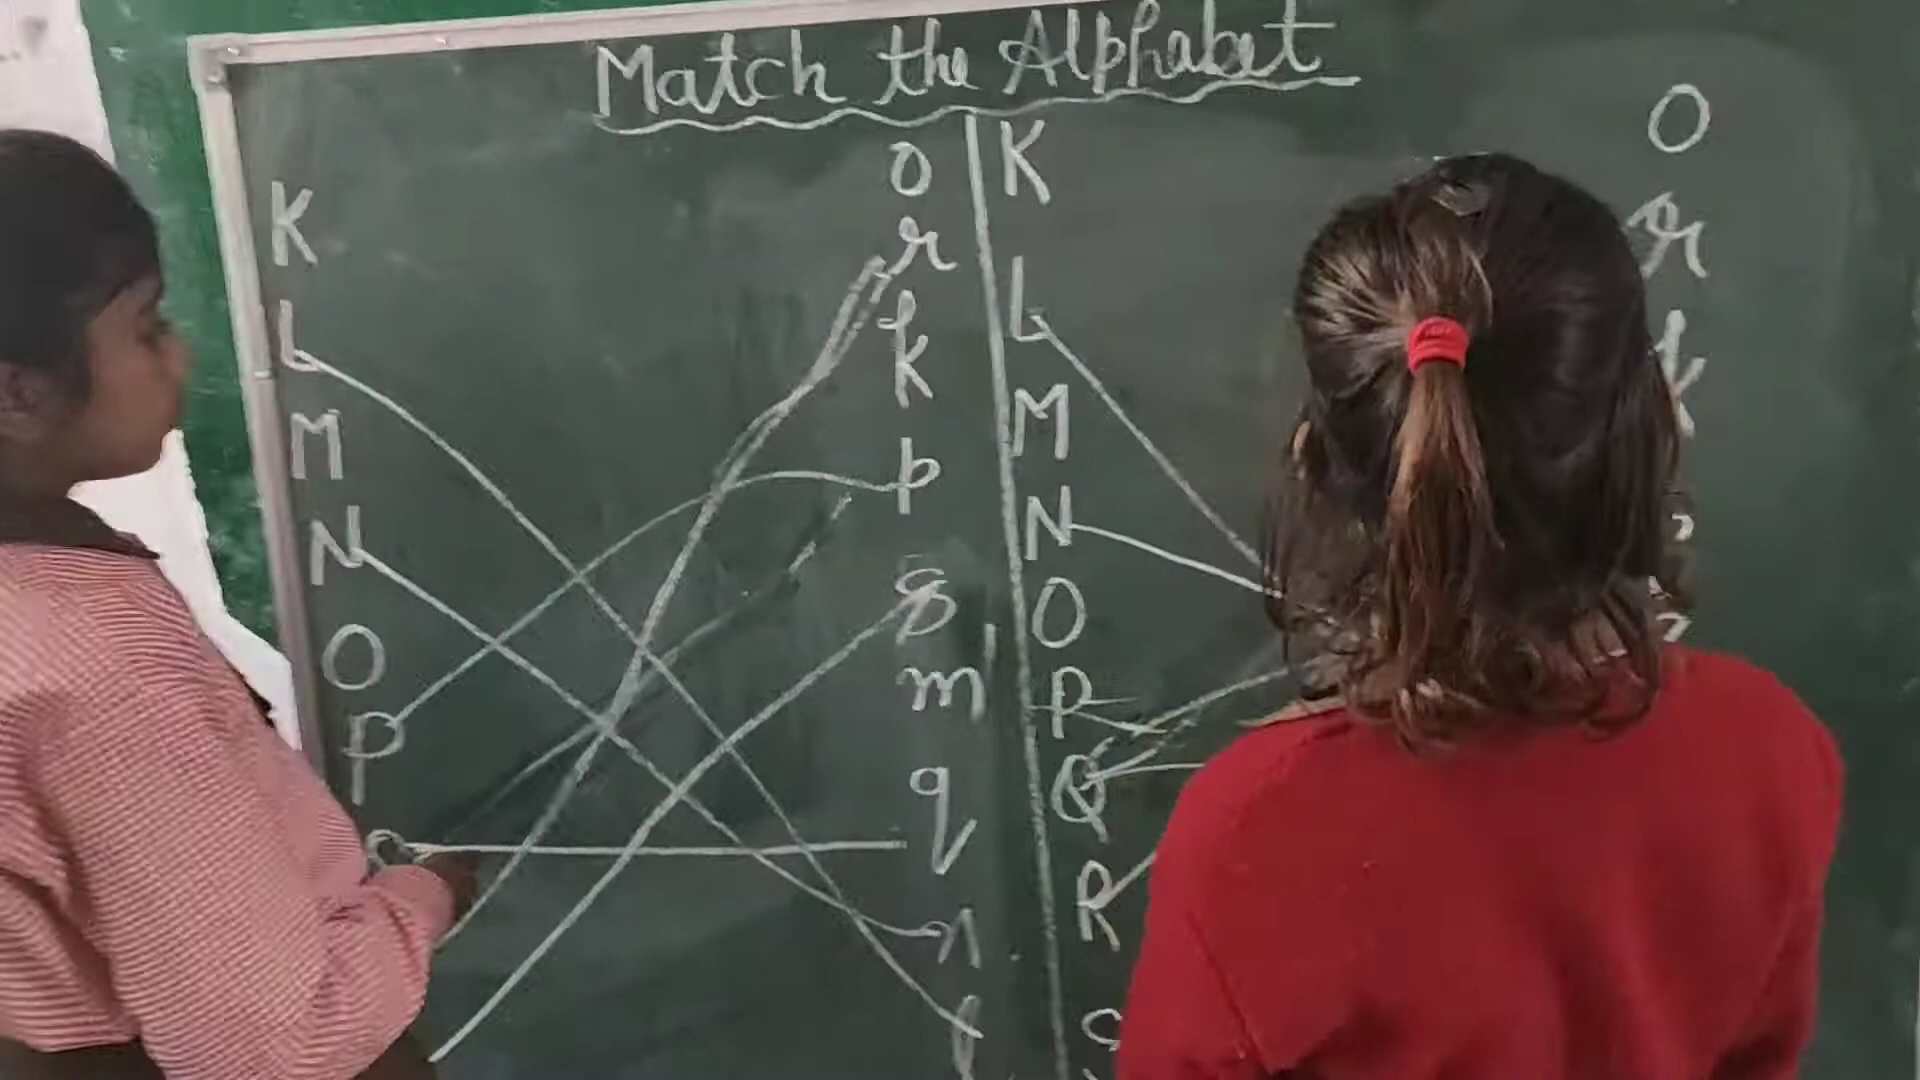 Match the Alphabet
K o K O
L r L r
M k M k
N p N
O s O
P m P
Q q Q
R
n
l S